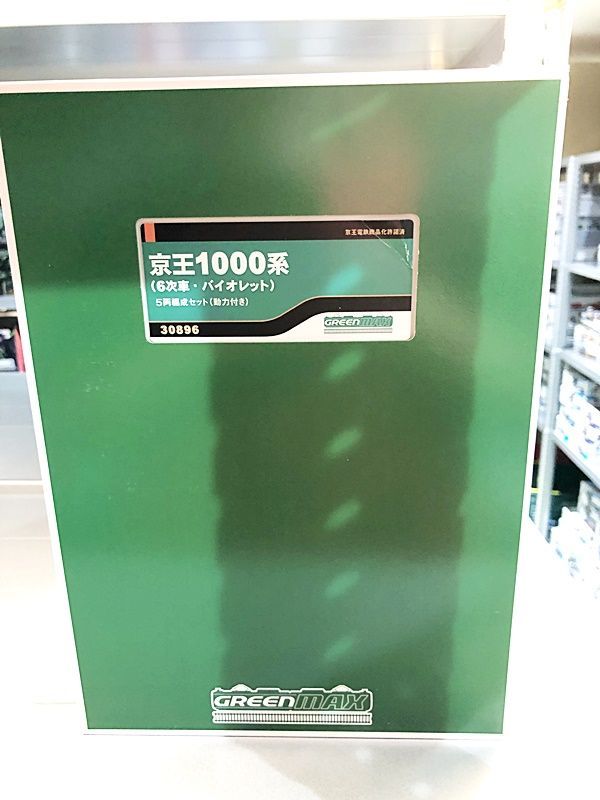 京王電鉄商品化許諾済
京王1000系
(6次車・バイオレット)
5両編成セット(動力付き)
30896
GREENMAX
GREENMAX